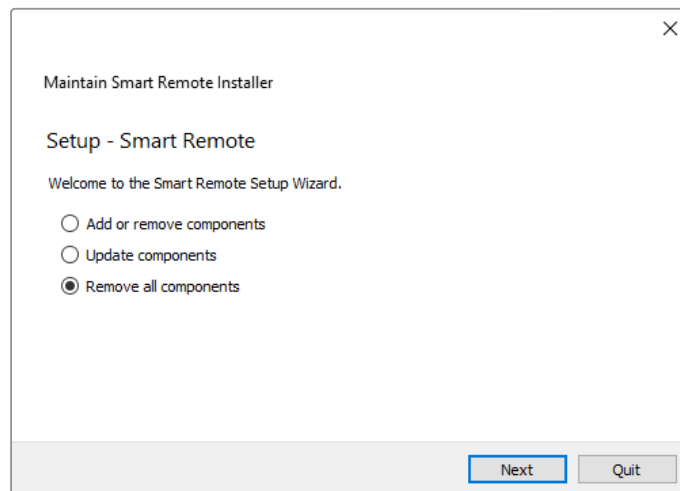 Maintain Smart Remote Installer
Setup - Smart Remote
Welcome to the Smart Remote Setup Wizard.
Add or remove components
Update components
Remove all components
Next
Quit